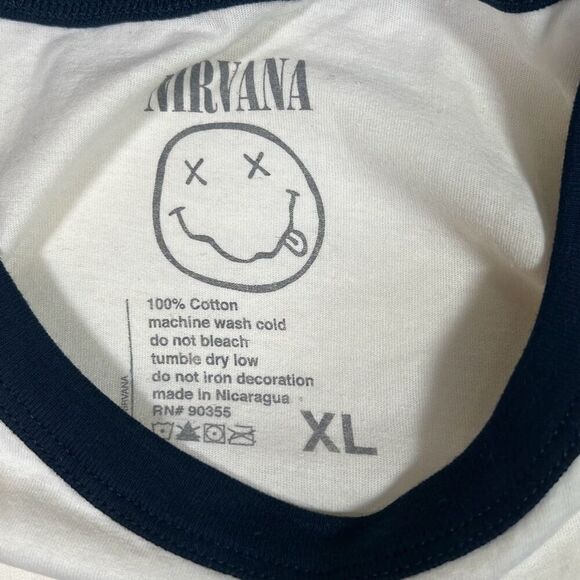 NIRVANA
100% Cotton
machine wash cold
do not bleach
tumble dry low
do not iron decoration
made in Nicaragua
RN# 90355
XL
NIRVANA